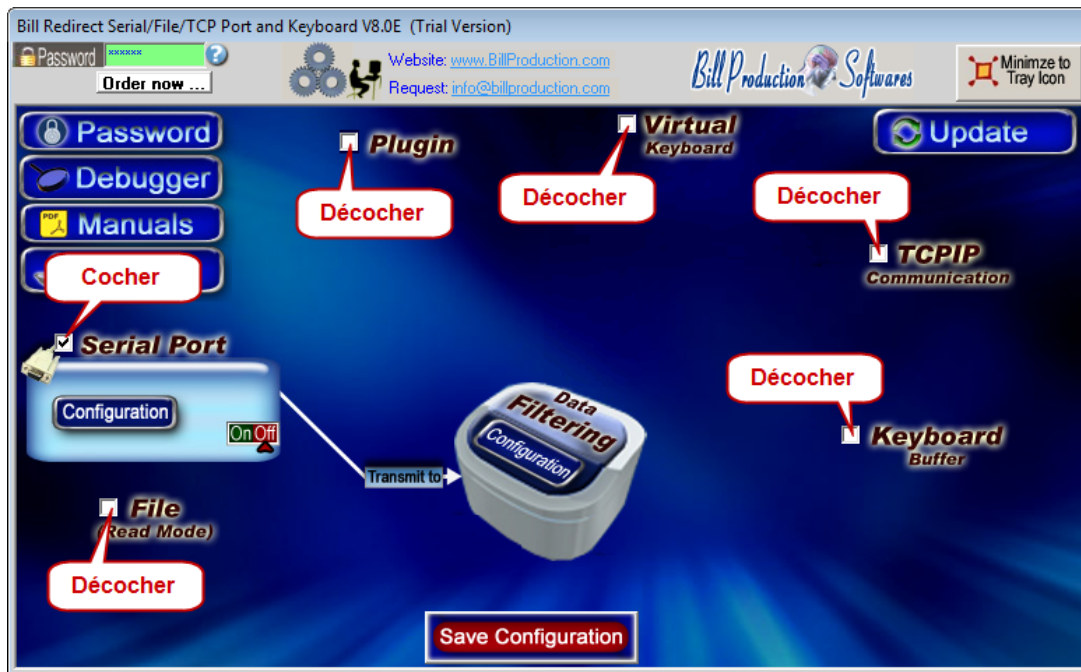 Bill Redirect Serial/File/TCP Port and Keyboard V8.0E (Trial Version)
Password ****** ?
Order now ...
Website: www.BillProduction.com
Request: info@billproduction.com
Bill Production Softwares
Minimze to
Tray Icon
Password
Debugger
PDF
Manuals
Plugin
Décocher
Virtual
Keyboard
Décocher
Update
Décocher
TCPIP
Communication
Cocher
Serial Port
Configuration
On Off
Transmit to
Data
Filtering
Configuration
Décocher
Keyboard
Buffer
File
(Read Mode)
Décocher
Save Configuration